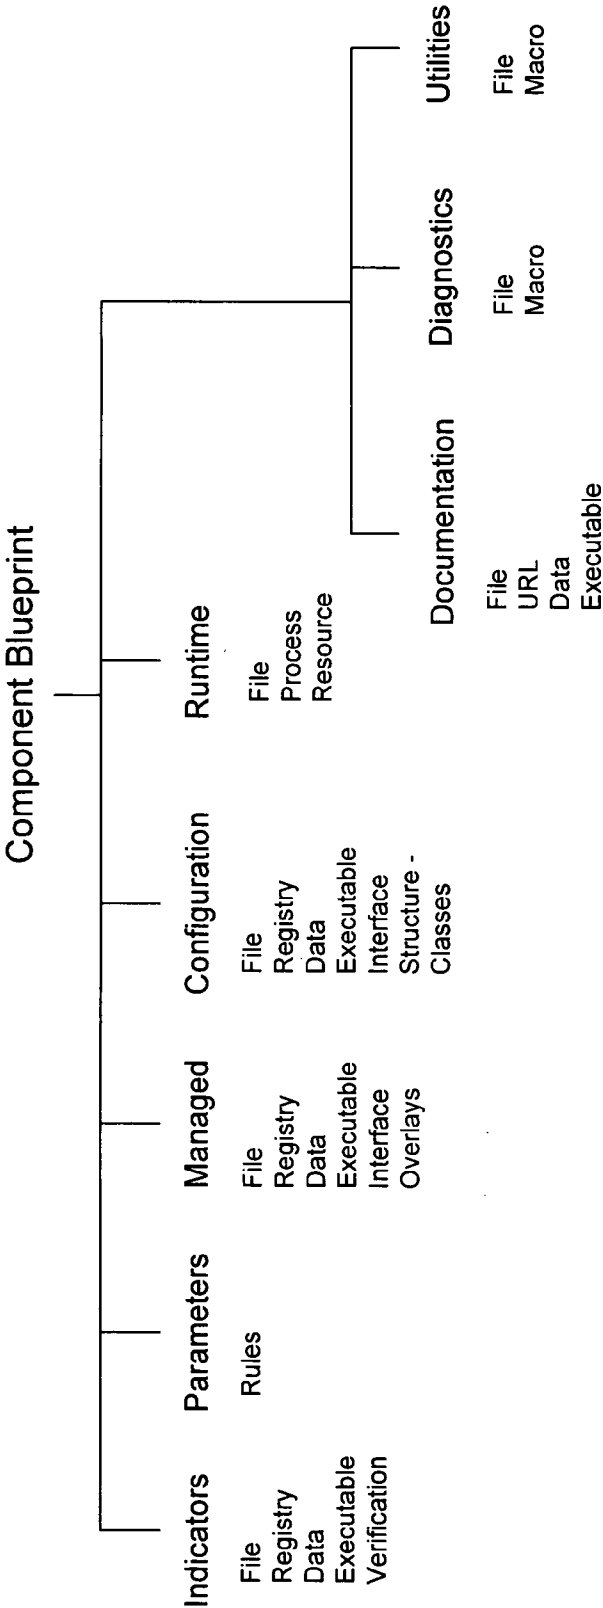 Component Blueprint
Indicators
File
Registry
Data
Executable
Verification
Parameters
Rules
Managed
File
Registry
Data
Executable
Interface
Overlays
Configuration
File
Registry
Data
Executable
Interface
Structure -
Classes
Runtime
File
Process
Resource
Documentation
File
URL
Data
Executable
Diagnostics
File
Macro
Utilities
File
Macro